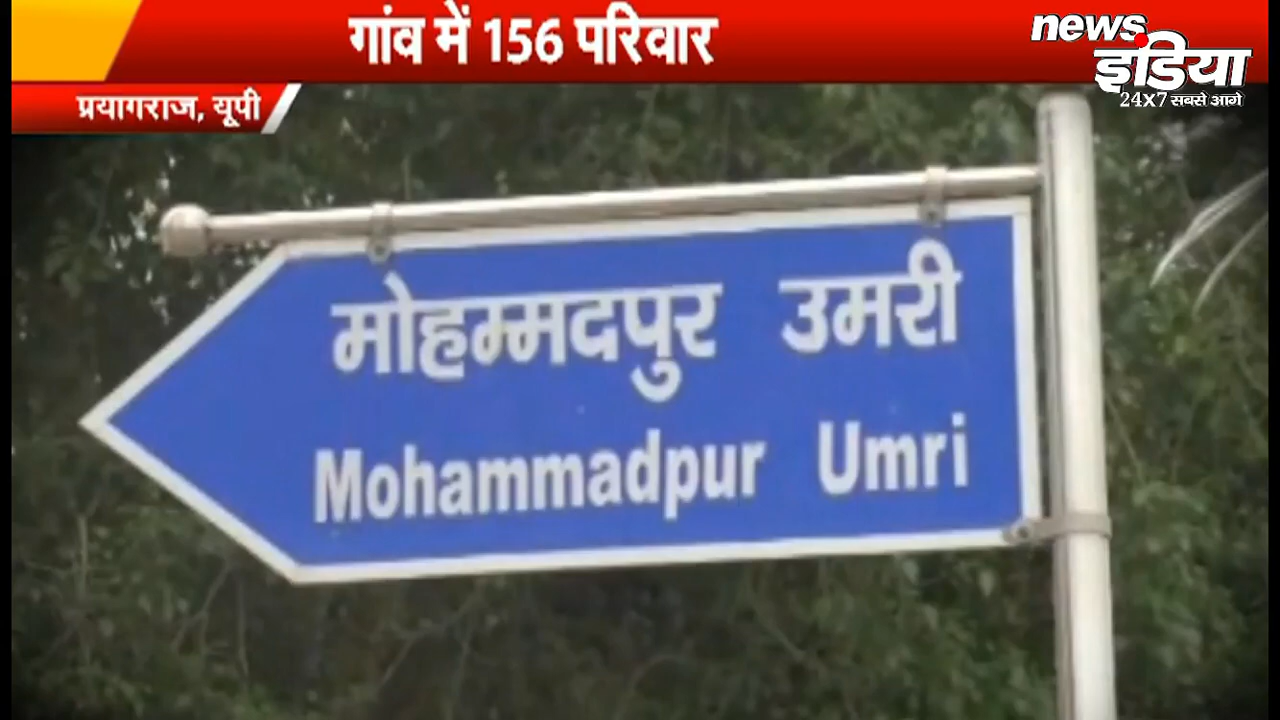 गांव में 156 परिवार
news
इंडिया
24x7 सबसे आगे
प्रयागराज, यूपी
मोहम्मदपुर उमरी
Mohammadpur Umri